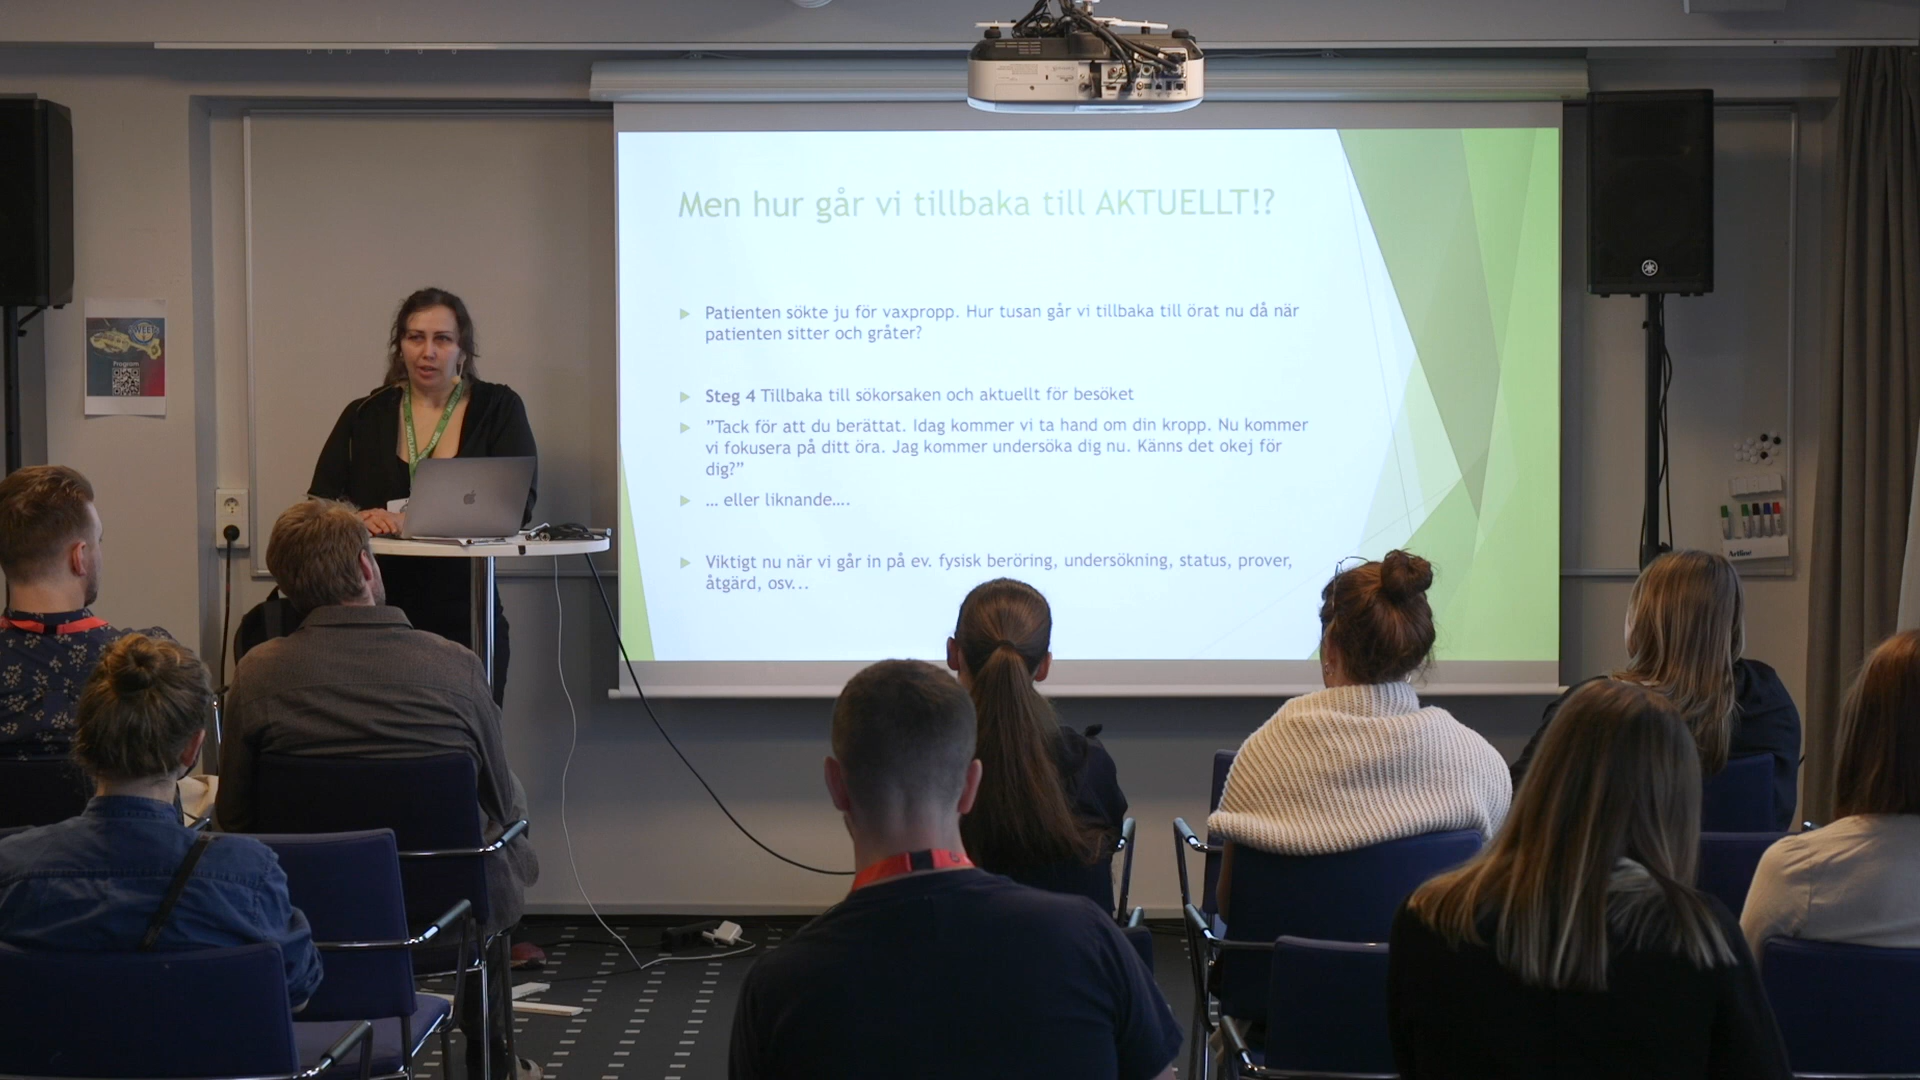 Men hur går vi tillbaka till AKTUELLT!?
Patienten sökte ju för vaxpropp. Hur tusan går vi tillbaka till örat nu då när
patienten sitter och gråter?
Steg 4 Tillbaka till sökorsaken och aktuellt för besöket
”Tack för att du berättat. Idag kommer vi ta hand om din kropp. Nu kommer
vi fokusera på ditt öra. Jag kommer undersöka dig nu. Känns det okej för
dig?”
… eller liknande….
Viktigt nu när vi går in på ev. fysisk beröring, undersökning, status, prover,
åtgärd, osv...
Program
Artline